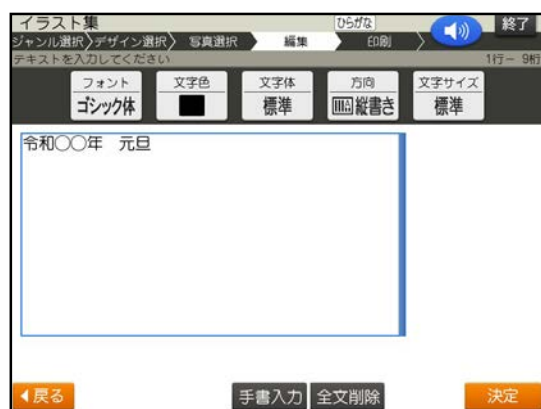 イラスト集 ひらがな 終了
ジャンル選択〉デザイン選択〉 写真選択 編集 印刷
テキストを入力してください 1行－ 9桁
フォント 文字色 文字体 方向 文字サイズ
ゴシック体 標準 縦書き 標準
令和〇〇年　元旦
戻る 手書入力 全文削除 決定